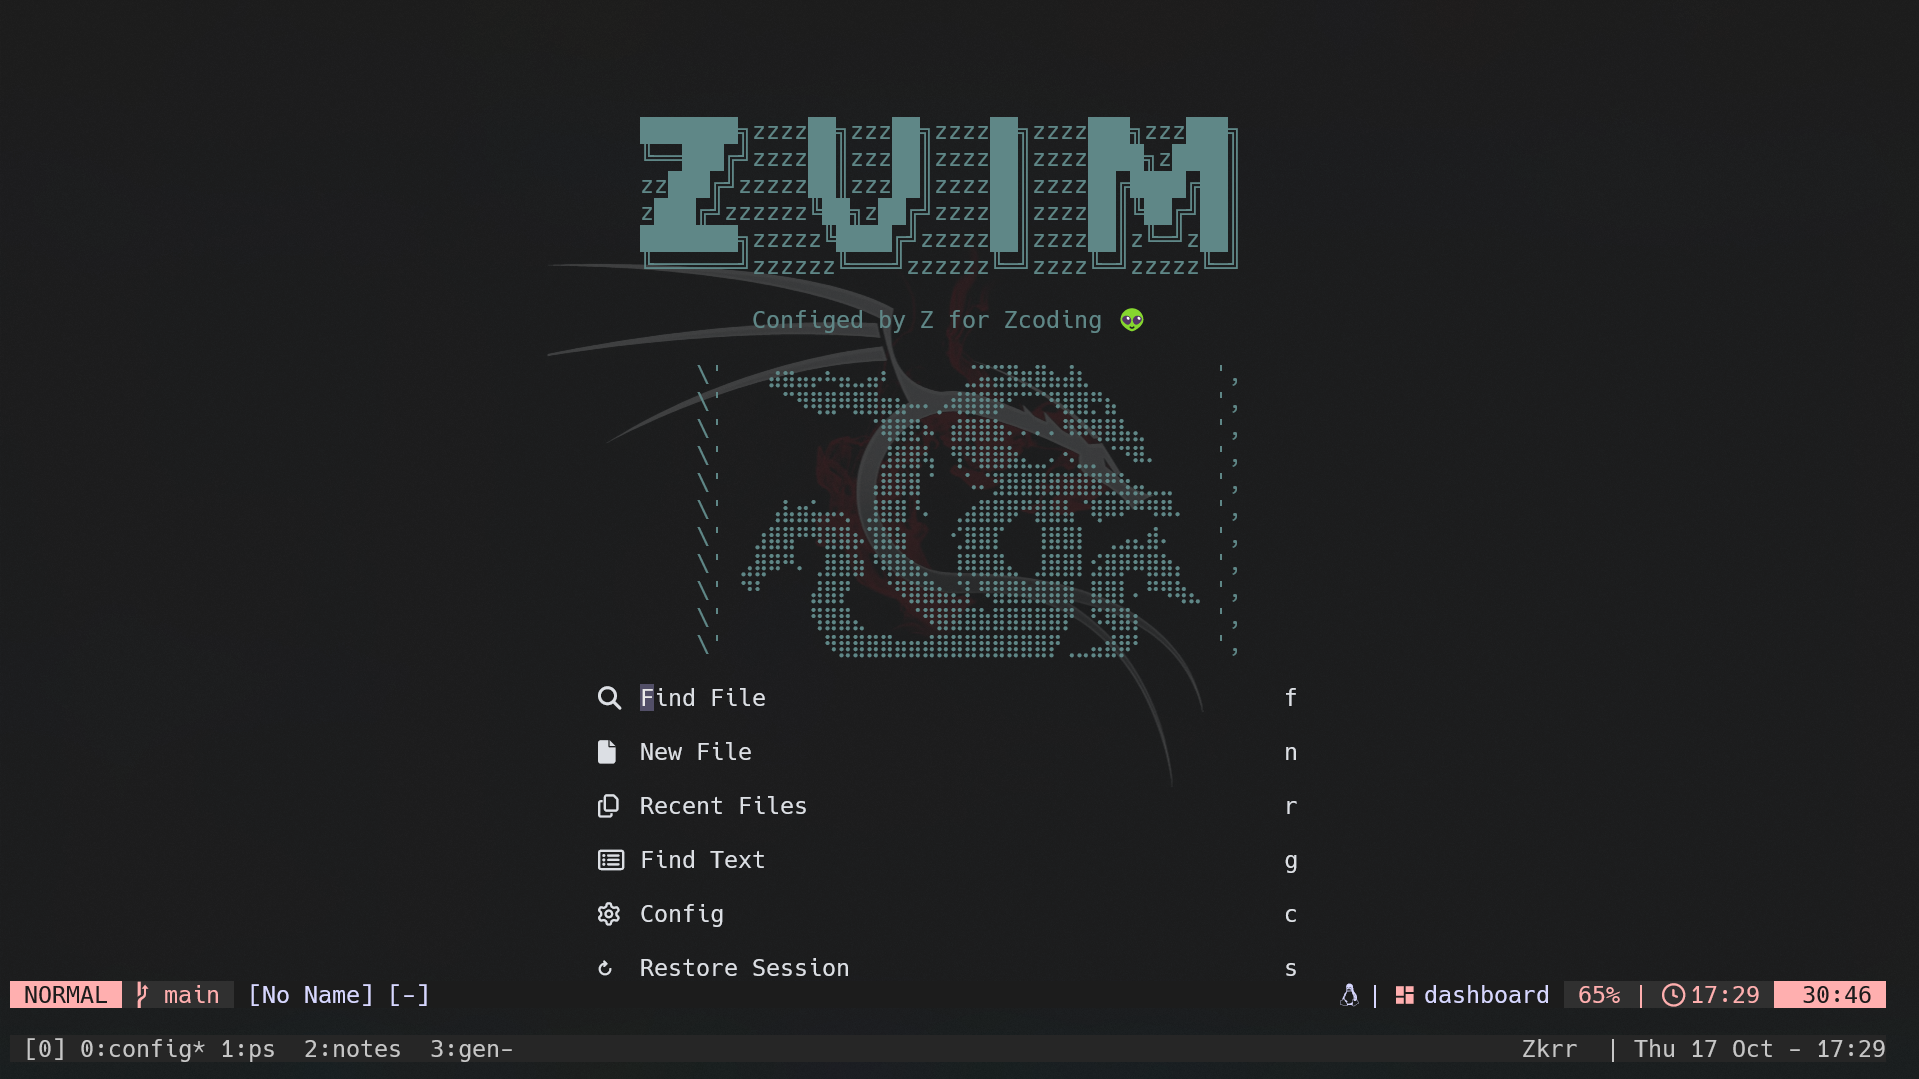 ZVIM
Configed by Z for Zcoding 👽
Find File f
New File n
Recent Files r
Find Text g
Config c
Restore Session s
NORMAL main [No Name] [-] | dashboard 65% | 17:29 30:46
[0] 0:config* 1:ps 2:notes 3:gen- Zkrr | Thu 17 Oct - 17:29